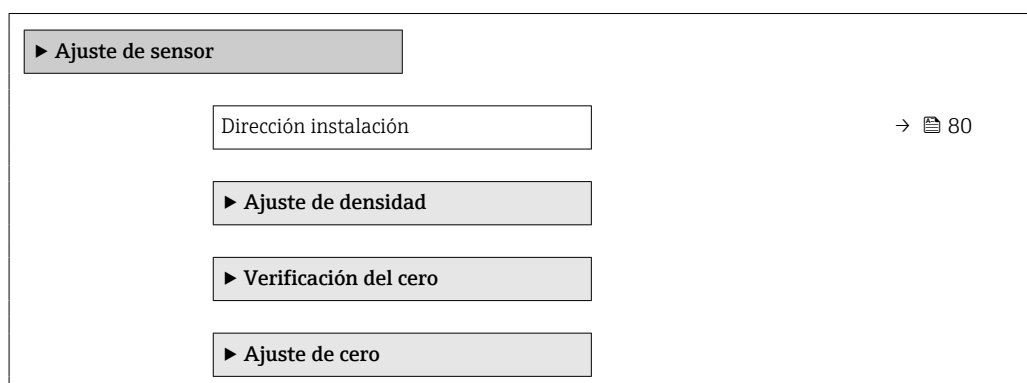 ▶ Ajuste de sensor
Dirección instalación → 80
▶ Ajuste de densidad
▶ Verificación del cero
▶ Ajuste de cero